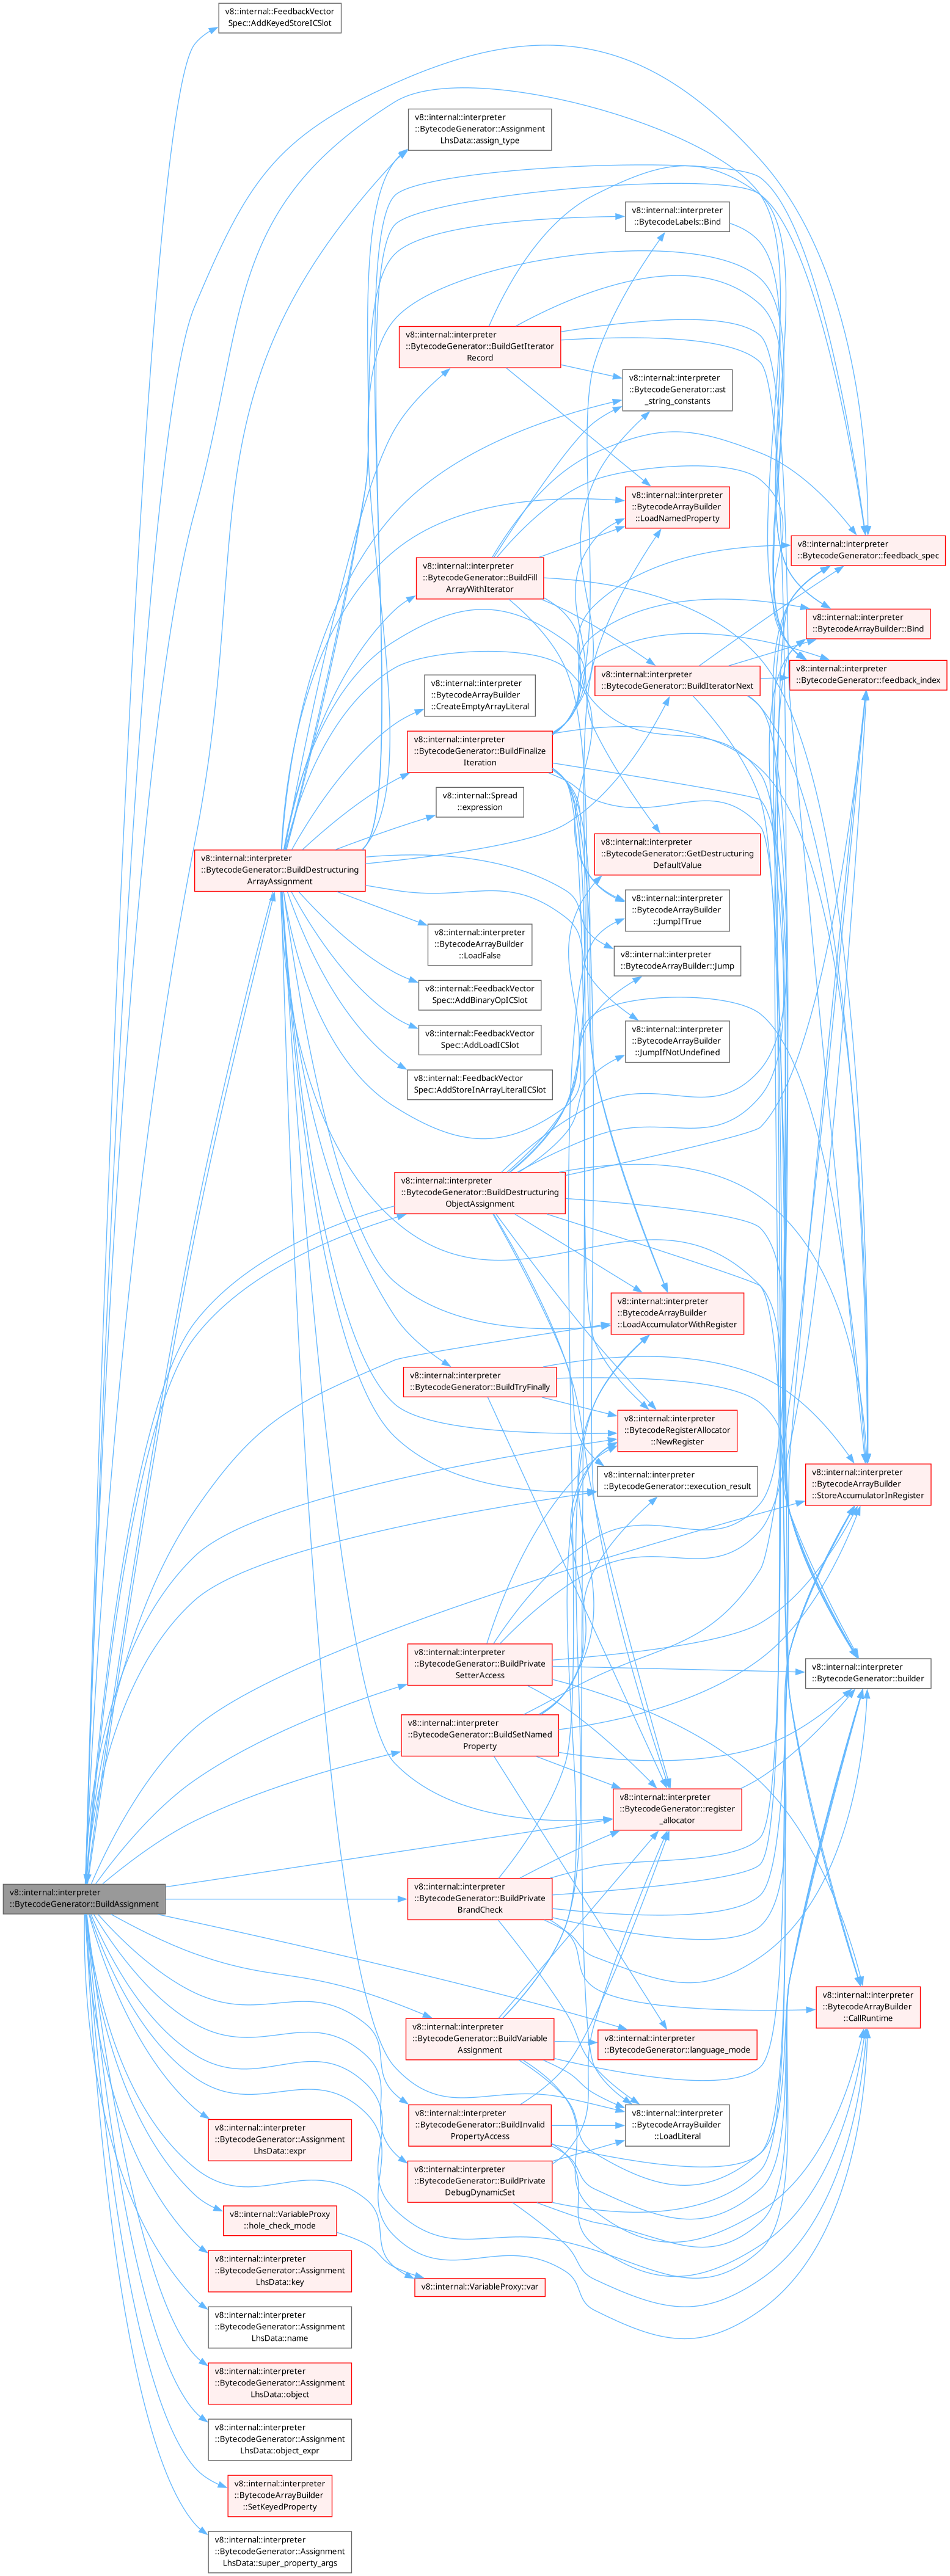 v8::internal::FeedbackVector
Spec::AddKeyedStoreICSlot
v8::internal::interpreter
::BytecodeGenerator::Assignment
LhsData::assign_type
v8::internal::interpreter
::BytecodeLabels::Bind
v8::internal::interpreter
::BytecodeGenerator::BuildGetIterator
Record
v8::internal::interpreter
::BytecodeGenerator::ast
_string_constants
v8::internal::interpreter
::BytecodeArrayBuilder
::LoadNamedProperty
v8::internal::interpreter
::BytecodeGenerator::feedback_spec
v8::internal::interpreter
::BytecodeGenerator::BuildFill
ArrayWithIterator
v8::internal::interpreter
::BytecodeArrayBuilder::Bind
v8::internal::interpreter
::BytecodeGenerator::feedback_index
v8::internal::interpreter
::BytecodeGenerator::BuildIteratorNext
v8::internal::interpreter
::BytecodeArrayBuilder
::CreateEmptyArrayLiteral
v8::internal::interpreter
::BytecodeGenerator::BuildFinalize
Iteration
v8::internal::Spread
::expression
v8::internal::interpreter
::BytecodeGenerator::BuildDestructuring
ArrayAssignment
v8::internal::interpreter
::BytecodeGenerator::GetDestructuring
DefaultValue
v8::internal::interpreter
::BytecodeArrayBuilder
::JumpIfTrue
v8::internal::interpreter
::BytecodeArrayBuilder
::LoadFalse
v8::internal::interpreter
::BytecodeArrayBuilder::Jump
v8::internal::FeedbackVector
Spec::AddBinaryOpICSlot
v8::internal::FeedbackVector
Spec::AddLoadICSlot
v8::internal::interpreter
::BytecodeArrayBuilder
::JumpIfNotUndefined
v8::internal::FeedbackVector
Spec::AddStoreInArrayLiteralICSlot
v8::internal::interpreter
::BytecodeGenerator::BuildDestructuring
ObjectAssignment
v8::internal::interpreter
::BytecodeArrayBuilder
::LoadAccumulatorWithRegister
v8::internal::interpreter
::BytecodeGenerator::BuildTryFinally
v8::internal::interpreter
::BytecodeRegisterAllocator
::NewRegister
v8::internal::interpreter
::BytecodeGenerator::execution_result
v8::internal::interpreter
::BytecodeArrayBuilder
::StoreAccumulatorInRegister
v8::internal::interpreter
::BytecodeGenerator::BuildPrivate
SetterAccess
v8::internal::interpreter
::BytecodeGenerator::builder
v8::internal::interpreter
::BytecodeGenerator::BuildSetNamed
Property
v8::internal::interpreter
::BytecodeGenerator::register
_allocator
v8::internal::interpreter
::BytecodeGenerator::BuildAssignment
v8::internal::interpreter
::BytecodeGenerator::BuildPrivate
BrandCheck
v8::internal::interpreter
::BytecodeArrayBuilder
::CallRuntime
v8::internal::interpreter
::BytecodeGenerator::BuildVariable
Assignment
v8::internal::interpreter
::BytecodeGenerator::language_mode
v8::internal::interpreter
::BytecodeGenerator::BuildInvalid
PropertyAccess
v8::internal::interpreter
::BytecodeArrayBuilder
::LoadLiteral
v8::internal::interpreter
::BytecodeGenerator::Assignment
LhsData::expr
v8::internal::interpreter
::BytecodeGenerator::BuildPrivate
DebugDynamicSet
v8::internal::VariableProxy
::hole_check_mode
v8::internal::interpreter
::BytecodeGenerator::Assignment
LhsData::key
v8::internal::VariableProxy::var
v8::internal::interpreter
::BytecodeGenerator::Assignment
LhsData::name
v8::internal::interpreter
::BytecodeGenerator::Assignment
LhsData::object
v8::internal::interpreter
::BytecodeGenerator::Assignment
LhsData::object_expr
v8::internal::interpreter
::BytecodeArrayBuilder
::SetKeyedProperty
v8::internal::interpreter
::BytecodeGenerator::Assignment
LhsData::super_property_args